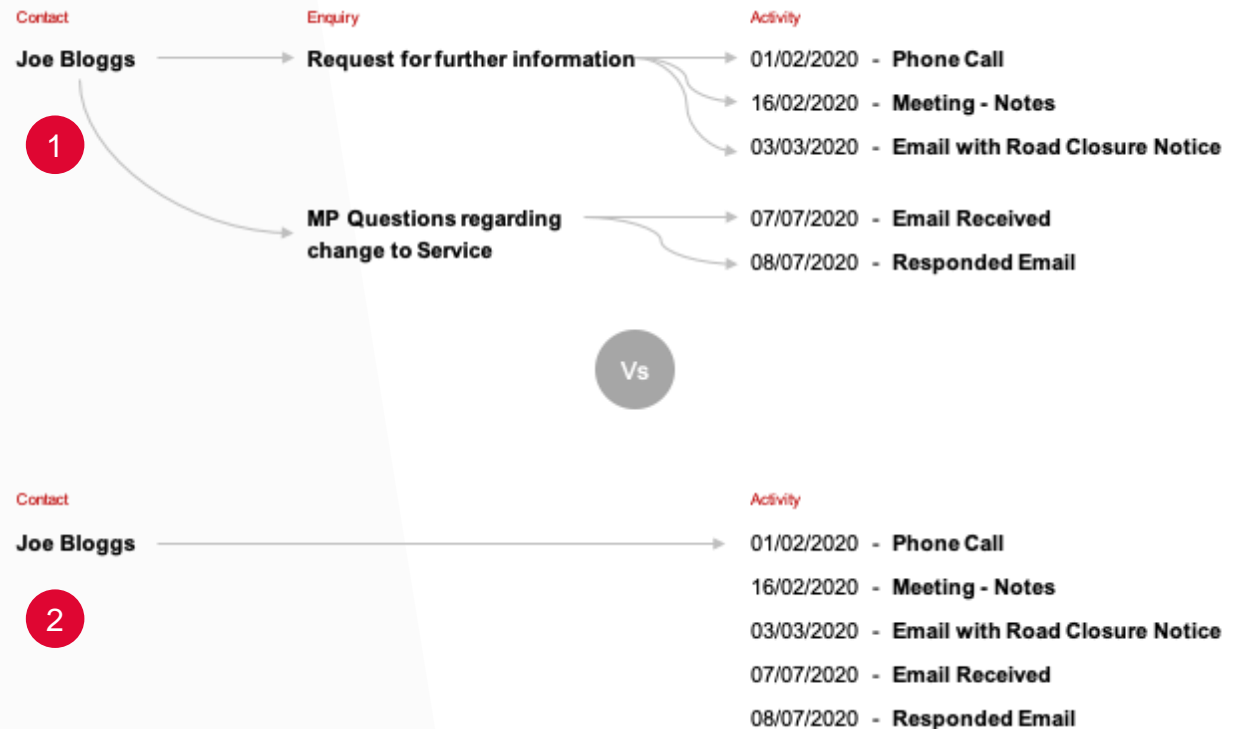 Contact Enquiry Activity
Joe Bloggs Request for further information 01/02/2020 - Phone Call
16/02/2020 - Meeting - Notes
1
03/03/2020 - Email with Road Closure Notice
MP Questions regarding 07/07/2020 - Email Received
change to Service
08/07/2020 - Responded Email
Vs
Contact Activity
Joe Bloggs 01/02/2020 - Phone Call
16/02/2020 - Meeting - Notes
2
03/03/2020 - Email with Road Closure Notice
07/07/2020 - Email Received
08/07/2020 - Responded Email